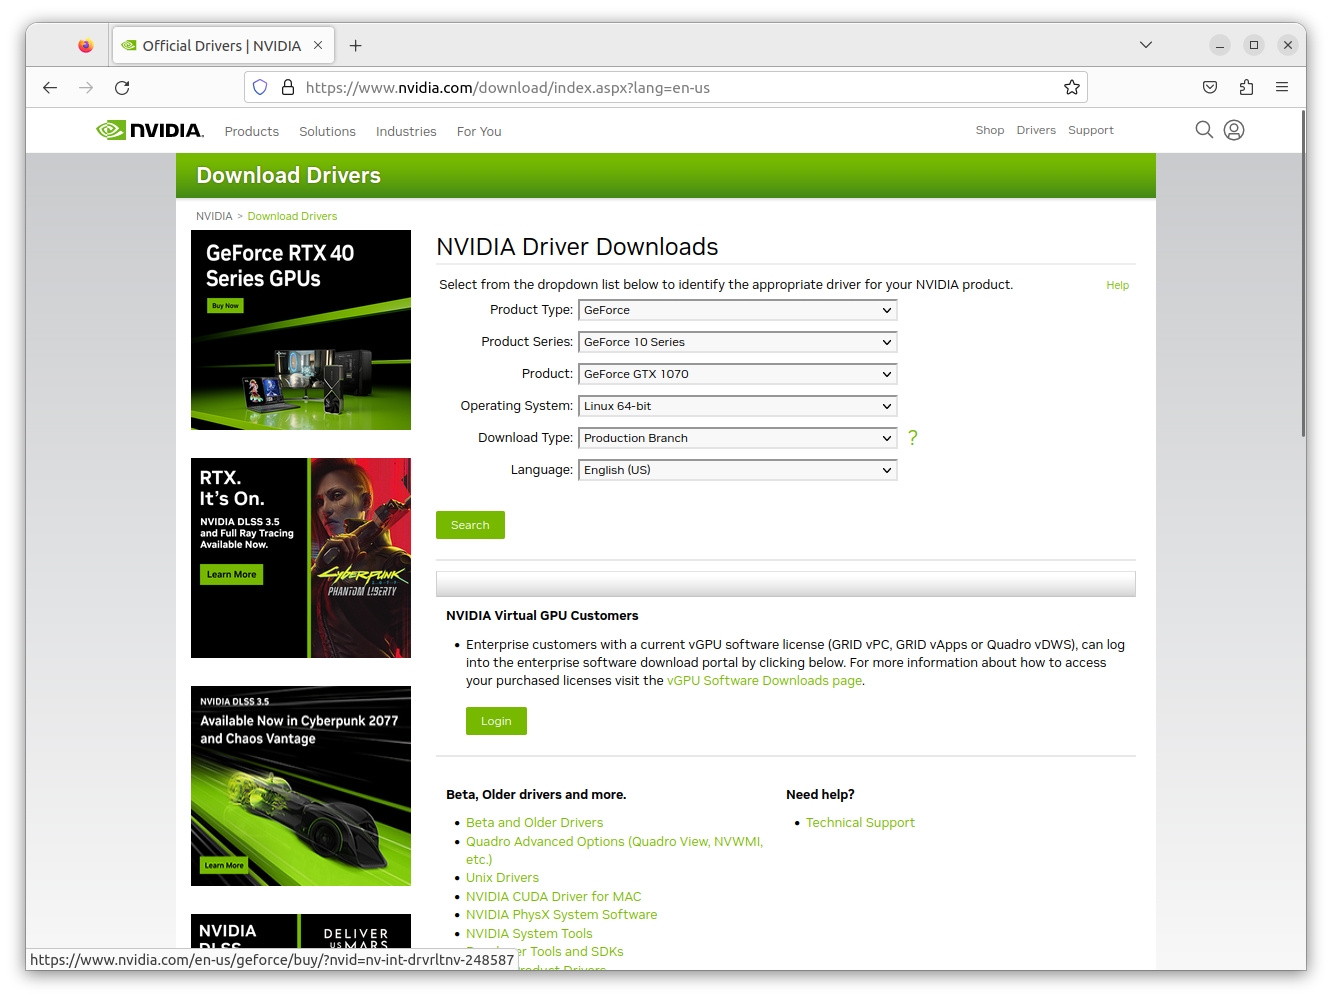 Official Drivers | NVIDIA
https://www.nvidia.com/download/index.aspx?lang=en-us
NVIDIA. Products Solutions Industries For You Shop Drivers Support
Download Drivers
NVIDIA > Download Drivers
GeForce RTX 40
Series GPUs
Buy Now
RTX.
It's On.
NVIDIA DLSS 3.5
and Full Ray Tracing
Available Now.
Learn More
Cyberpunk
2077
PHANTOM LIBERTY
NVIDIA DLSS 3.5
Available Now in Cyberpunk 2077
and Chaos Vantage
Learn More
NVIDIA
DLSS
DELIVER
US MARS
NVIDIA Driver Downloads
Select from the dropdown list below to identify the appropriate driver for your NVIDIA product.
Help
Product Type: GeForce
Product Series: GeForce 10 Series
Product: GeForce GTX 1070
Operating System: Linux 64-bit
Download Type: Production Branch ?
Language: English (US)
Search
NVIDIA Virtual GPU Customers
• Enterprise customers with a current vGPU software license (GRID vPC, GRID vApps or Quadro vDWS), can log
into the enterprise software download portal by clicking below. For more information about how to access
your purchased licenses visit the vGPU Software Downloads page.
Login
Beta, Older drivers and more.
• Beta and Older Drivers
• Quadro Advanced Options (Quadro View, NVWMI,
etc.)
• Unix Drivers
• NVIDIA CUDA Driver for MAC
• NVIDIA PhysX System Software
• NVIDIA System Tools
Tools and SDKs
Need help?
• Technical Support
https://www.nvidia.com/en-us/geforce/buy/?nvid=nv-int-drvrltnv-248587